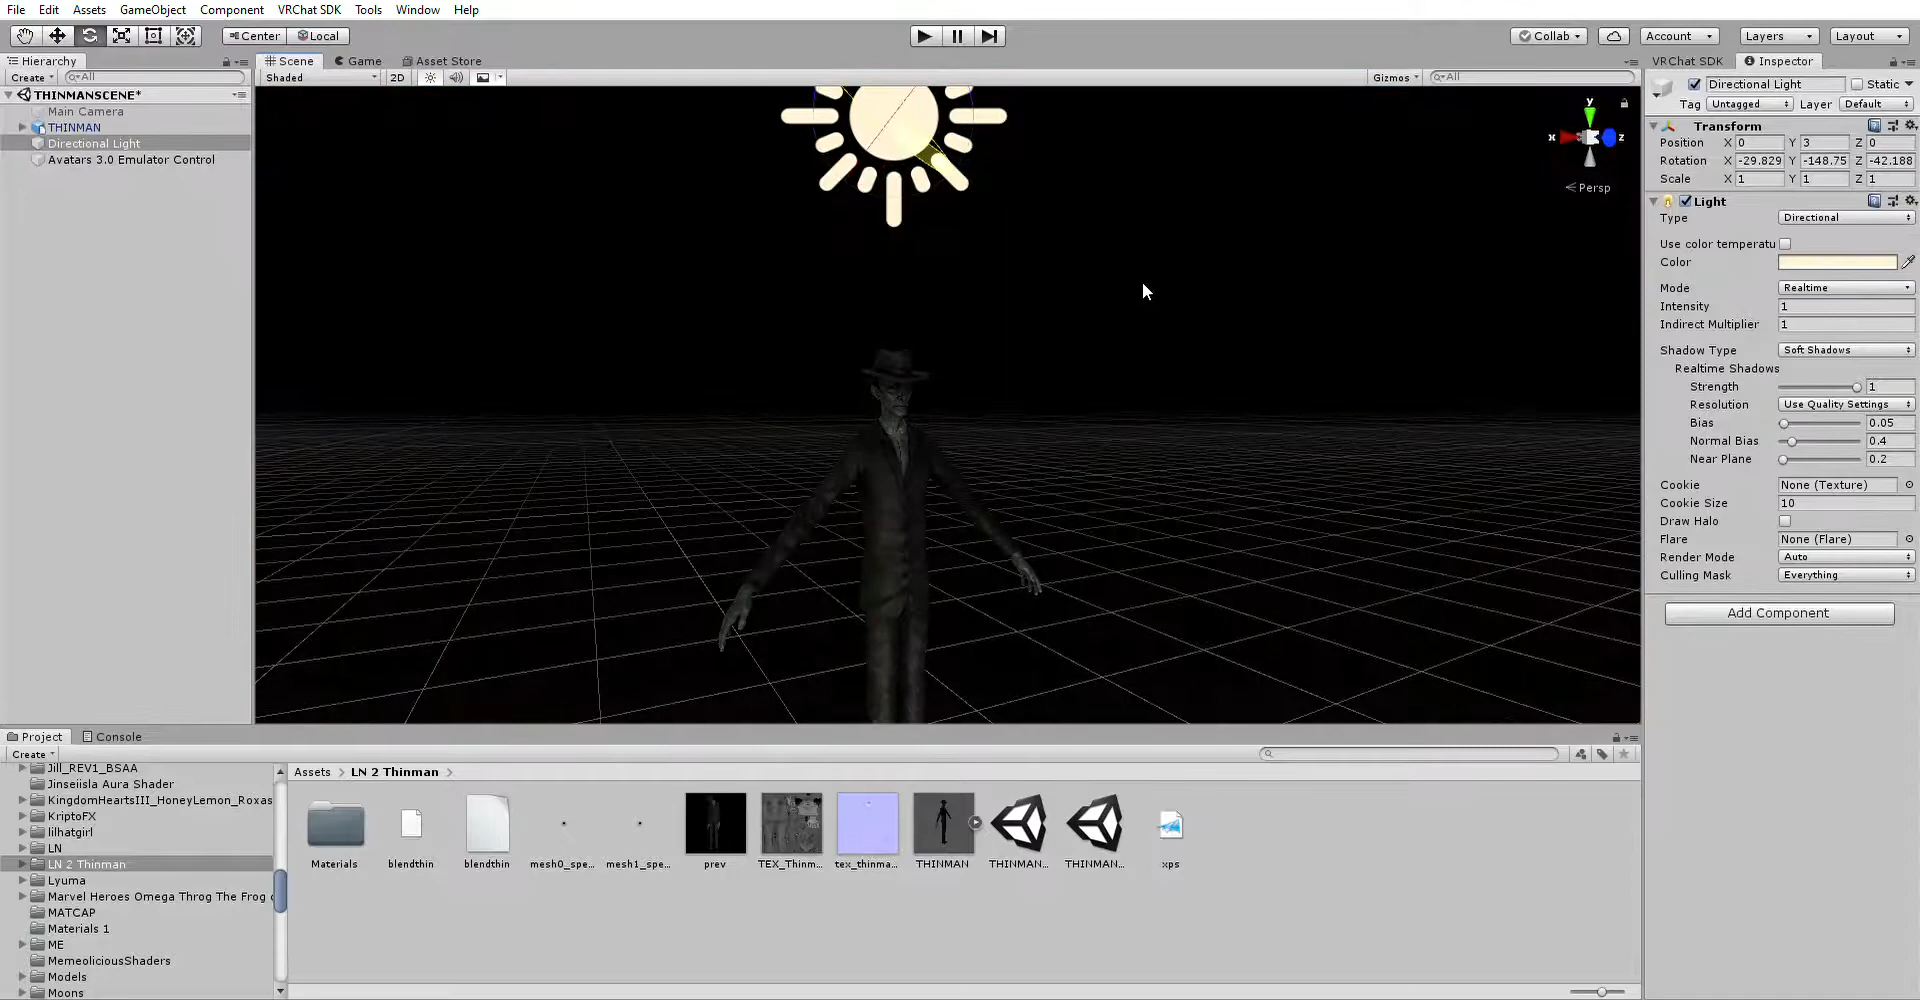 File Edit Assets GameObject Component VRChat SDK Tools Window Help
Center Local Collab Account Layers Layout
Hierarchy Scene Game Asset Store VRChat SDK Inspector
Create All Shaded 2D Gizmos All
THINMANSCENE*
Main Camera
THINMAN
Directional Light
Avatars 3.0 Emulator Control
y
x z
Persp
Directional Light Static
Tag Untagged Layer Default
Transform
Position X 0 Y 3 Z 0
Rotation X -29.829 Y -148.75 Z -42.188
Scale X 1 Y 1 Z 1
Light
Type Directional
Use color temperatu
Color
Mode Realtime
Intensity 1
Indirect Multiplier 1
Shadow Type Soft Shadows
Realtime Shadows
Strength 1
Resolution Use Quality Settings
Bias 0.05
Normal Bias 0.4
Near Plane 0.2
Cookie None (Texture)
Cookie Size 10
Draw Halo
Flare None (Flare)
Render Mode Auto
Culling Mask Everything
Add Component
Project Console
Create
Jill_REV1_BSAA
Jinseiisla Aura Shader
KingdomHeartsIII_HoneyLemon_Roxas
KriptoFX
lilhatgirl
LN
LN 2 Thinman
Lyuma
Marvel Heroes Omega Throg The Frog
MATCAP
Materials 1
ME
MemeoliciousShaders
Models
Moons
Assets > LN 2 Thinman >
Materials blendthin blendthin mesh0_spe... mesh1_spe... prev TEX_Thinm... tex_thinma... THINMAN THINMAN... THINMAN... xps